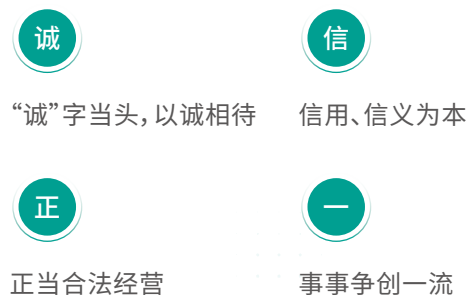 诚
信
“诚”字当头，以诚相待
信用、信义为本
正
一
正当合法经营
事事争创一流